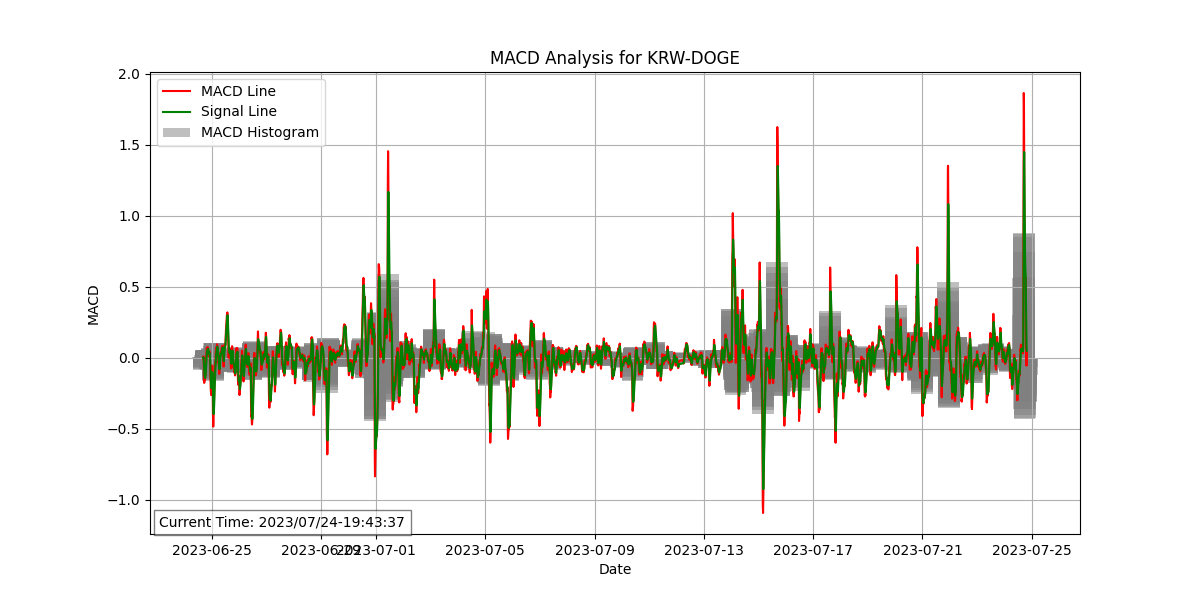 MACD Analysis for KRW-DOGE
MACD Line
Signal Line
MACD Histogram
2.0
1.5
1.0
0.5
0.0
−0.5
−1.0
MACD
Current Time: 2023/07/24-19:43:37
2023-06-25 2023-06-29 2023-07-01 2023-07-05 2023-07-09 2023-07-13 2023-07-17 2023-07-21 2023-07-25
Date